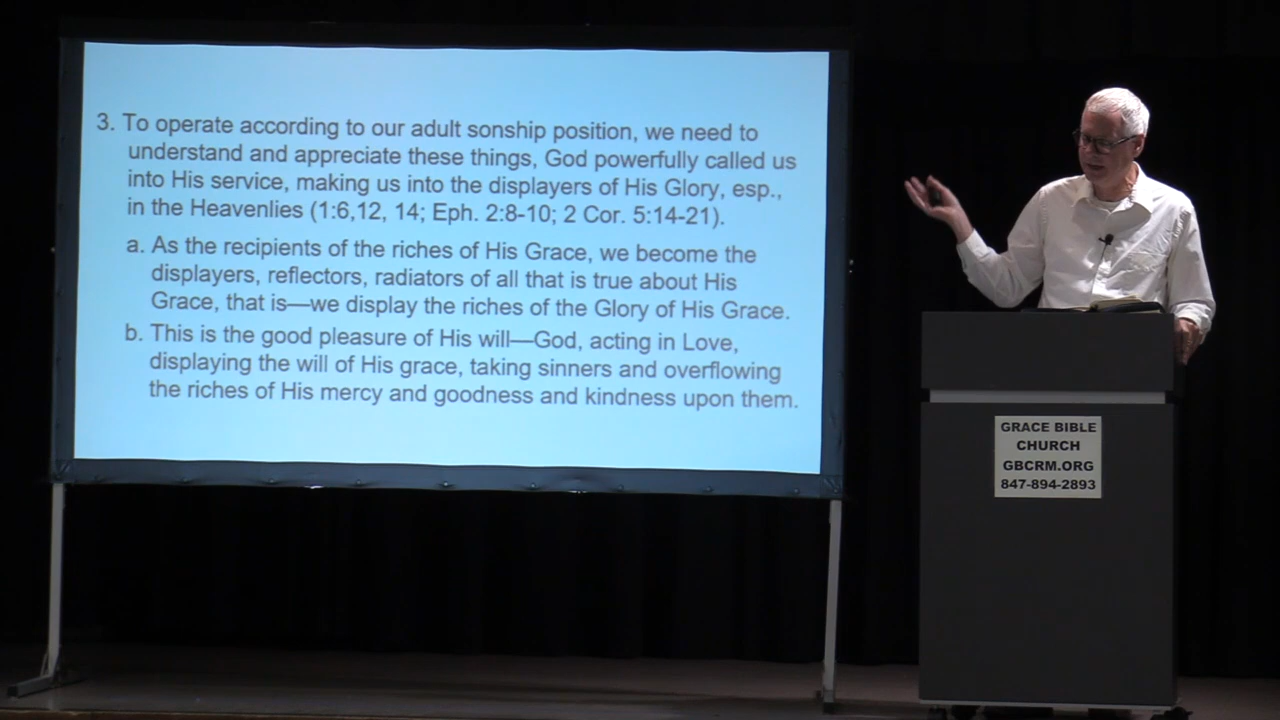 3. To operate according to our adult sonship position, we need to
understand and appreciate these things, God powerfully called us
into His service, making us into the displayers of His Glory, esp.,
in the Heavenlies (1:6,12, 14; Eph. 2:8-10; 2 Cor. 5:14-21).
a. As the recipients of the riches of His Grace, we become the
displayers, reflectors, radiators of all that is true about His
Grace, that is—we display the riches of the Glory of His Grace.
b. This is the good pleasure of His will—God, acting in Love,
displaying the will of His grace, taking sinners and overflowing
the riches of His mercy and goodness and kindness upon them.
GRACE BIBLE
CHURCH
GBCRM.ORG
847-894-2893